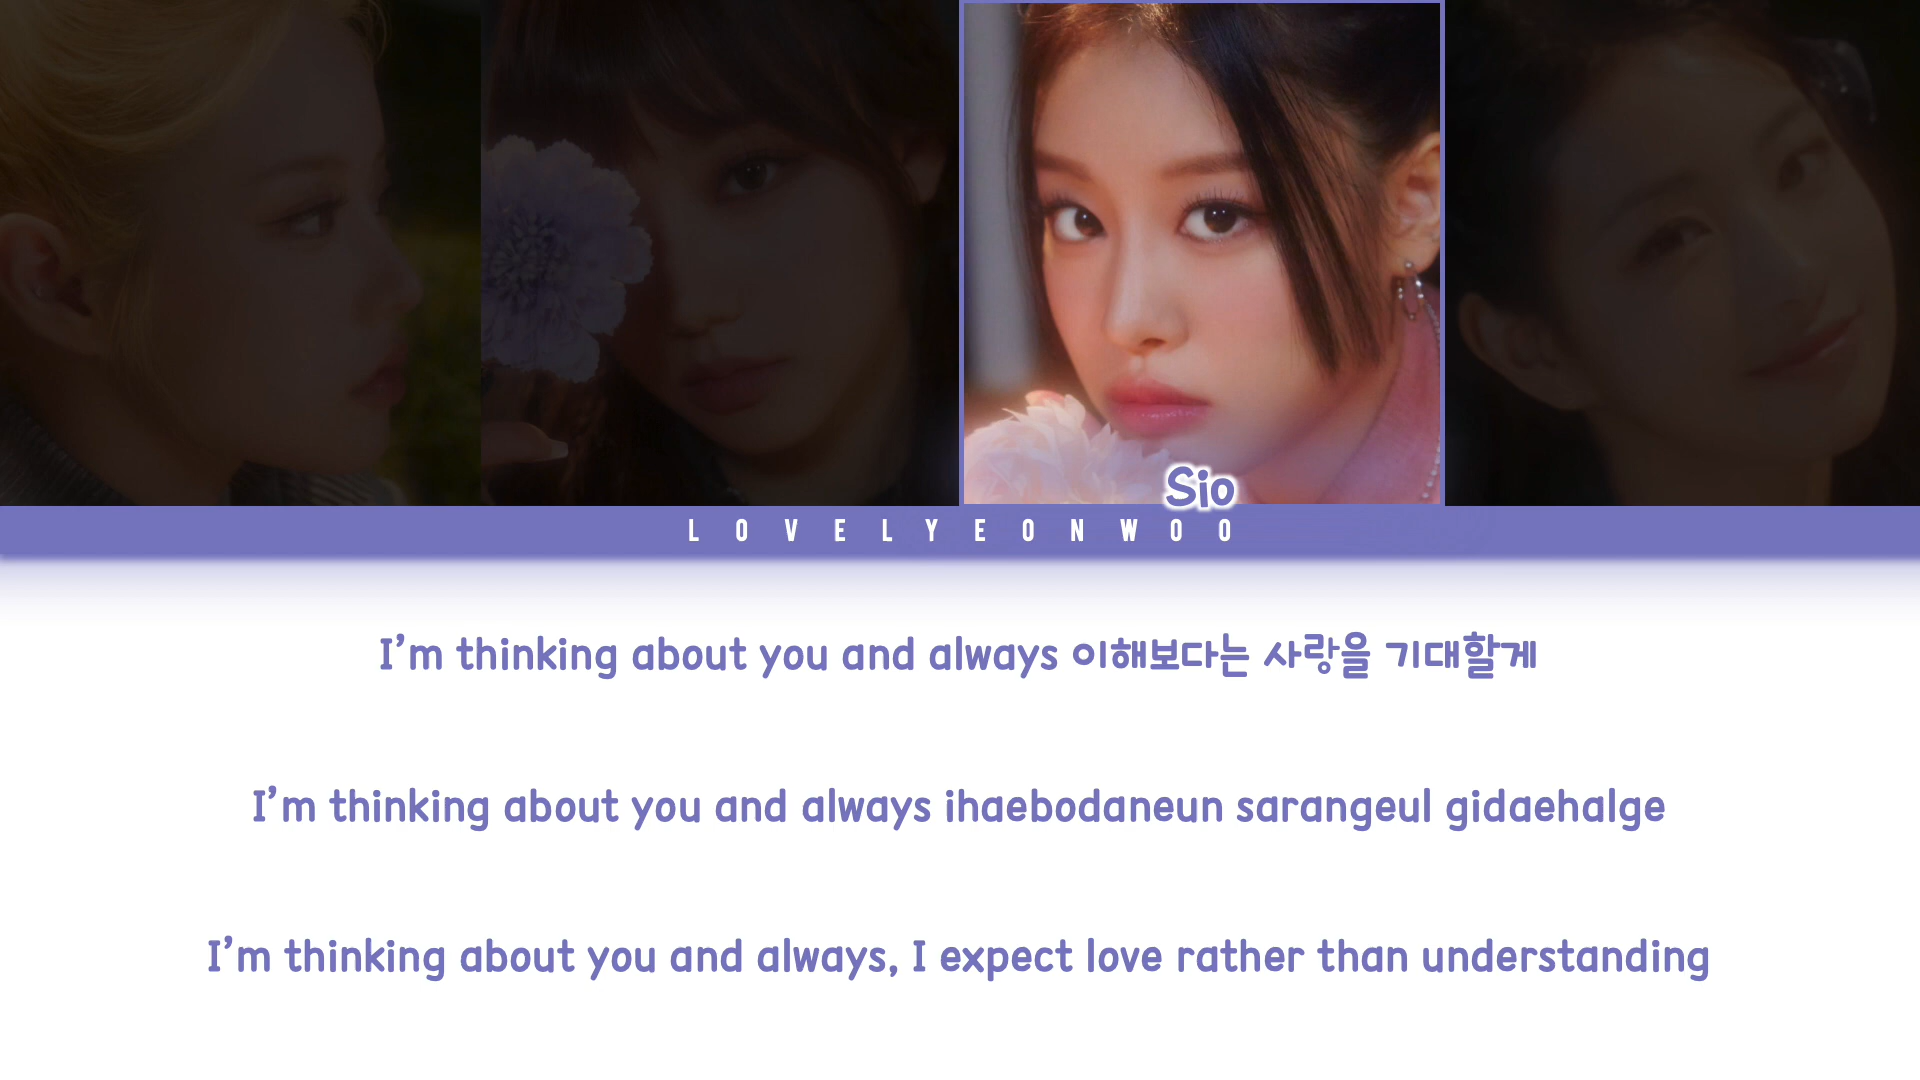 Sio
LOVELYEONWOO
I’m thinking about you and always 이해보다는 사랑을 기대할게
I’m thinking about you and always ihaebodaneun sarangeul gidaehalge
I’m thinking about you and always, I expect love rather than understanding